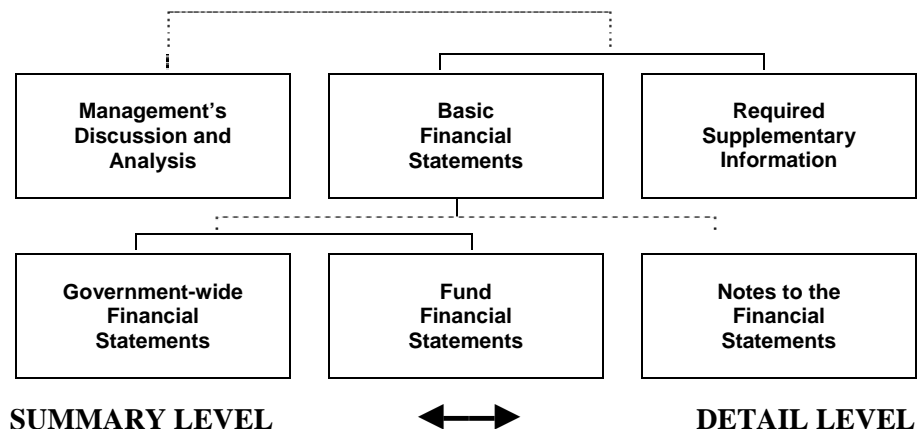 Management’s
Discussion and
Analysis
Basic
Financial
Statements
Required
Supplementary
Information
Government-wide
Financial
Statements
Fund
Financial
Statements
Notes to the
Financial
Statements
SUMMARY LEVEL
DETAIL LEVEL